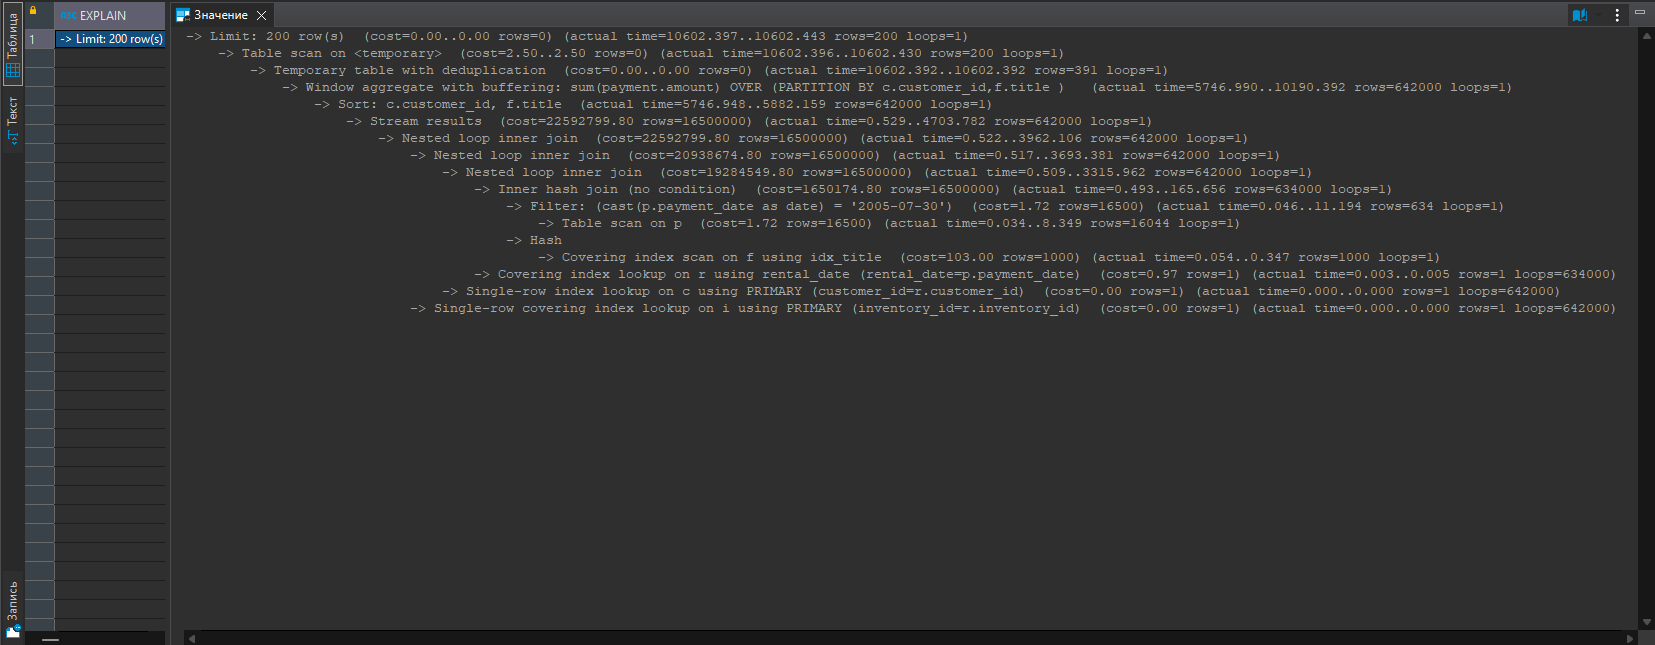 Таблица
Текст
Запись
ABC EXPLAIN
1 -> Limit: 200 row(s)
Значение
-> Limit: 200 row(s) (cost=0.00..0.00 rows=0) (actual time=10602.397..10602.443 rows=200 loops=1)
-> Table scan on <temporary> (cost=2.50..2.50 rows=0) (actual time=10602.396..10602.430 rows=200 loops=1)
-> Temporary table with deduplication (cost=0.00..0.00 rows=0) (actual time=10602.392..10602.392 rows=391 loops=1)
-> Window aggregate with buffering: sum(payment.amount) OVER (PARTITION BY c.customer_id,f.title ) (actual time=5746.990..10190.392 rows=642000 loops=1)
-> Sort: c.customer_id, f.title (actual time=5746.948..5882.159 rows=642000 loops=1)
-> Stream results (cost=22592799.80 rows=16500000) (actual time=0.529..4703.782 rows=642000 loops=1)
-> Nested loop inner join (cost=22592799.80 rows=16500000) (actual time=0.522..3962.106 rows=642000 loops=1)
-> Nested loop inner join (cost=20938674.80 rows=16500000) (actual time=0.517..3693.381 rows=642000 loops=1)
-> Nested loop inner join (cost=19284549.80 rows=16500000) (actual time=0.509..3315.962 rows=642000 loops=1)
-> Inner hash join (no condition) (cost=1650174.80 rows=16500000) (actual time=0.493..165.656 rows=634000 loops=1)
-> Filter: (cast(p.payment_date as date) = '2005-07-30') (cost=1.72 rows=16500) (actual time=0.046..11.194 rows=634 loops=1)
-> Table scan on p (cost=1.72 rows=16500) (actual time=0.034..8.349 rows=16044 loops=1)
-> Hash
-> Covering index scan on f using idx_title (cost=103.00 rows=1000) (actual time=0.054..0.347 rows=1000 loops=1)
-> Covering index lookup on r using rental_date (rental_date=p.payment_date) (cost=0.97 rows=1) (actual time=0.003..0.005 rows=1 loops=634000)
-> Single-row index lookup on c using PRIMARY (customer_id=r.customer_id) (cost=0.00 rows=1) (actual time=0.000..0.000 rows=1 loops=642000)
-> Single-row covering index lookup on i using PRIMARY (inventory_id=r.inventory_id) (cost=0.00 rows=1) (actual time=0.000..0.000 rows=1 loops=642000)